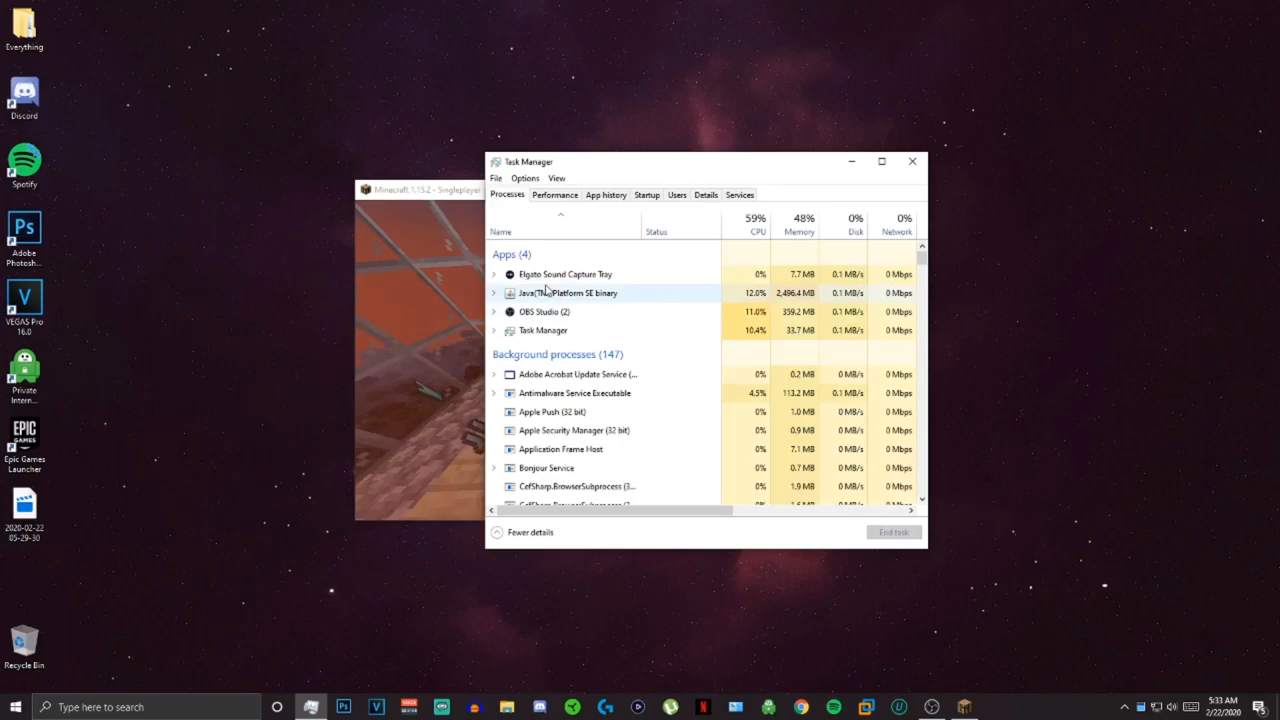 Everything
Discord
Spotify
Adobe
Photosh...
VEGAS Pro
16.0
Private
Intern...
EPIC
GAMES
Epic Games
Launcher
2020-02-22
05-29-30
Recycle Bin
Minecraft 1.15.2 - Singleplayer
Task Manager
File Options View
Processes Performance App history Startup Users Details Services
59% 48% 0% 0%
Name Status CPU Memory Disk Network
Apps (4)
Elgato Sound Capture Tray 0% 7.7 MB 0.1 MB/s 0 Mbps
Java(TM) Platform SE binary 12.0% 2,496.4 MB 0.1 MB/s 0 Mbps
OBS Studio (2) 11.0% 359.2 MB 0.1 MB/s 0 Mbps
Task Manager 10.4% 33.7 MB 0.1 MB/s 0 Mbps
Background processes (147)
Adobe Acrobat Update Service (... 0% 0.2 MB 0 MB/s 0 Mbps
Antimalware Service Executable 4.5% 113.2 MB 0.1 MB/s 0 Mbps
Apple Push (32 bit) 0% 1.0 MB 0 MB/s 0 Mbps
Apple Security Manager (32 bit) 0% 0.9 MB 0 MB/s 0 Mbps
Application Frame Host 0% 7.1 MB 0 MB/s 0 Mbps
Bonjour Service 0% 0.7 MB 0 MB/s 0 Mbps
CefSharp.BrowserSubprocess (3... 0% 1.9 MB 0 MB/s 0 Mbps
Fewer details
End task
Type here to search
5:33 AM
2/22/2020